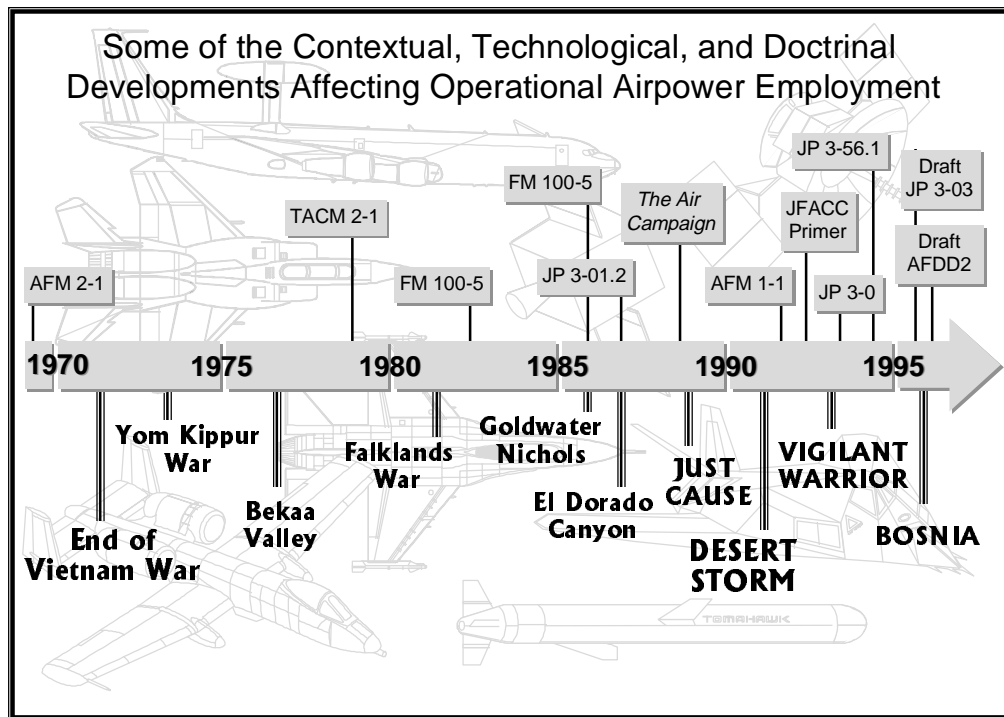 Some of the Contextual, Technological, and Doctrinal
Developments Affecting Operational Airpower Employment
JP 3-56.1
Draft
JP 3-03
FM 100-5
The Air
Campaign
JFACC
Primer
TACM 2-1
Draft
AFDD2
AFM 2-1
FM 100-5
JP 3-01.2
AFM 1-1
JP 3-0
1970
1975
1980
1985
1990
1995
Yom Kippur
War
Falklands
War
Goldwater
Nichols
JUST
CAUSE
VIGILANT
WARRIOR
Bekaa
Valley
El Dorado
Canyon
BOSNIA
End of
Vietnam War
DESERT
STORM
TOMAHAWK